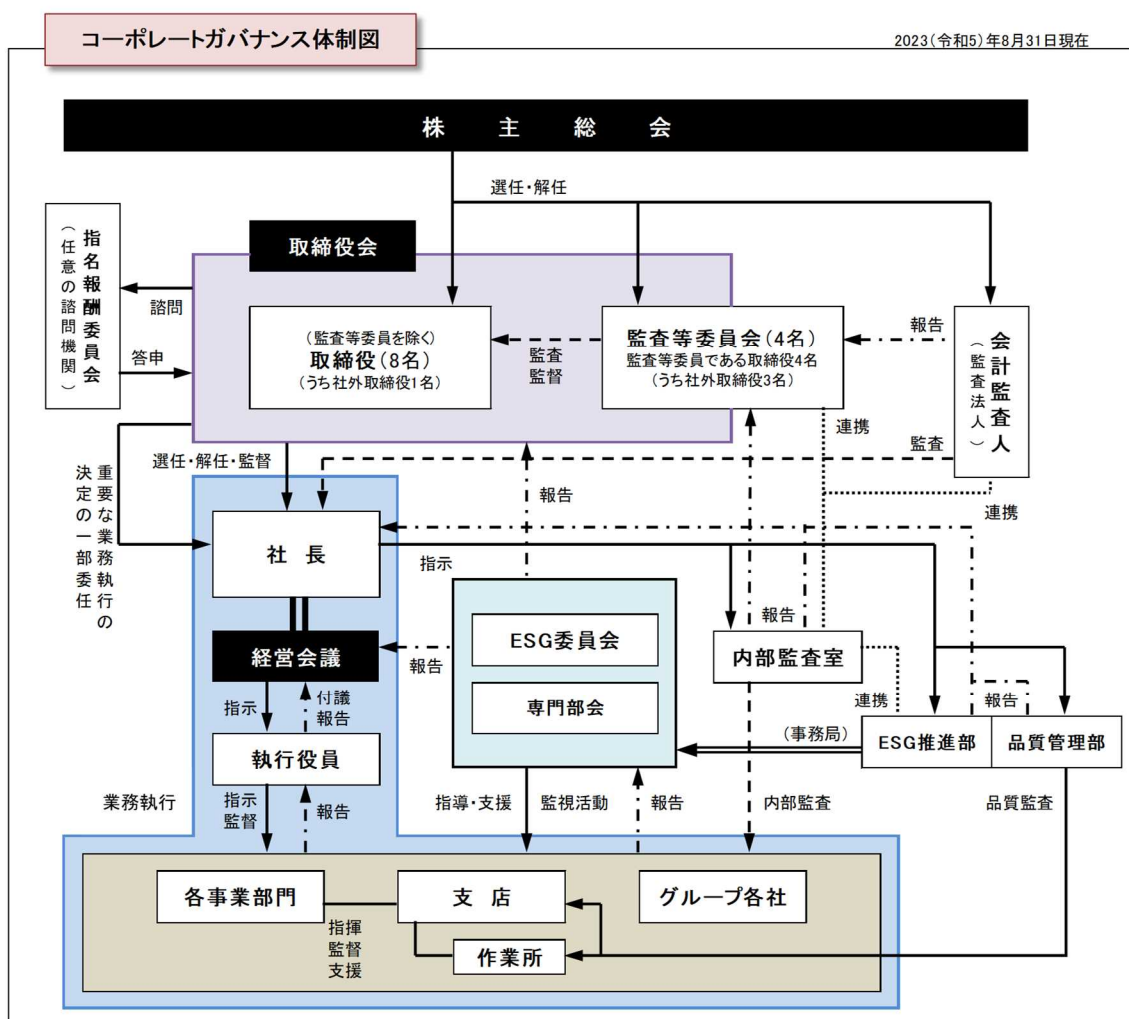 コーポレートガバナンス体制図
2023(令和5)年8月31日現在
株主総会
選任・解任
指名報酬委員会
(任意の諮問機関)
諮問
答申
取締役会
(監査等委員を除く)
取締役(8名)
(うち社外取締役1名)
監査
監督
監査等委員会(4名)
監査等委員である取締役4名
(うち社外取締役3名)
報告
会計監査人
(監査法人)
連携
監査
連携
選任・解任・監督
報告
重要な業務執行の
決定の一部委任
社長
指示
経営会議
報告
ESG委員会
専門部会
報告
内部監査室
連携
報告
指示
付議
報告
執行役員
(事務局)
ESG推進部
品質管理部
業務執行
指示
監督
報告
指導・支援
監視活動
報告
内部監査
品質監査
各事業部門
支店
グループ各社
指揮
監督
支援
作業所